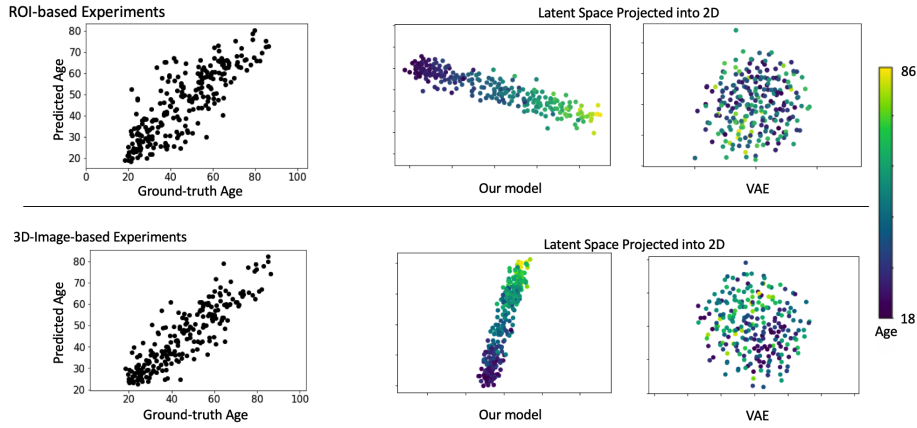 ROI-based Experiments
Latent Space Projected into 2D
80
70
60
50
40
30
20
Predicted Age
0 20 40 60 80 100
Ground-truth Age
Our model
VAE
86
18
Age
3D-Image-based Experiments
Latent Space Projected into 2D
80
70
60
50
40
30
20
Predicted Age
20 40 60 80 100
Ground-truth Age
Our model
VAE